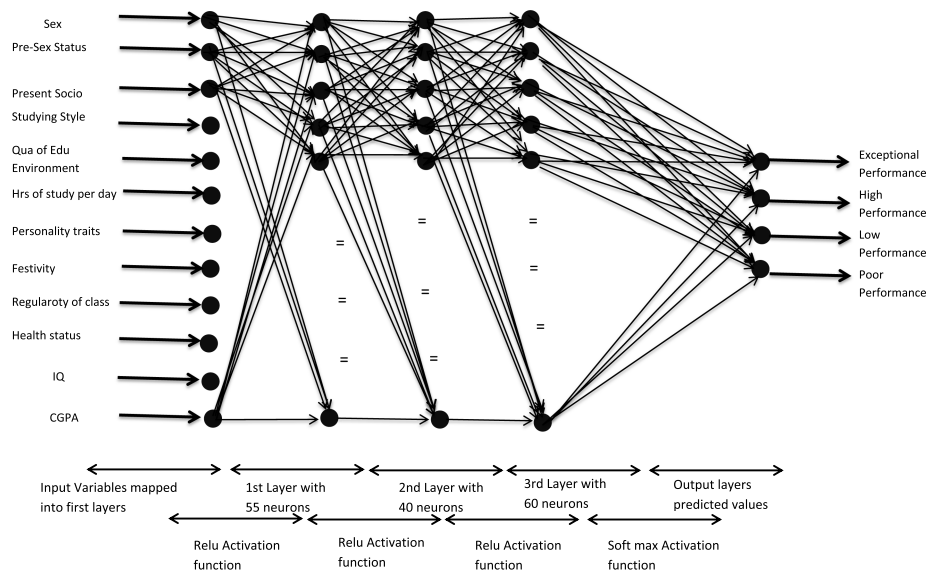 Sex
Pre-Sex Status
Present Socio
Studying Style
Qua of Edu
Environment
Hrs of study per day
Personality traits
Festivity
Regularoty of class
Health status
IQ
CGPA
=
=
=
=
=
=
=
=
=
Exceptional
Performance
High
Performance
Low
Performance
Poor
Performance
Input Variables mapped
into first layers
1st Layer with
55 neurons
2nd Layer with
40 neurons
3rd Layer with
60 neurons
Output layers
predicted values
Relu Activation
function
Relu Activation
function
Relu Activation
function
Soft max Activation
function